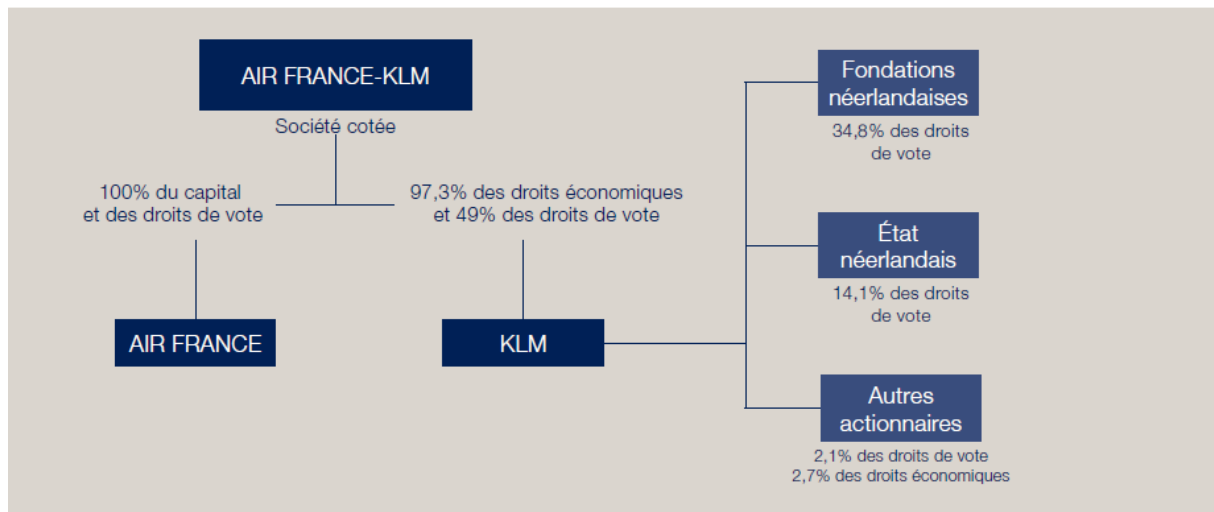 AIR FRANCE-KLM
Société cotée
100% du capital
et des droits de vote
97,3% des droits économiques
et 49% des droits de vote
AIR FRANCE
KLM
Fondations
néerlandaises
34,8% des droits
de vote
État
néerlandais
14,1% des droits
de vote
Autres
actionnaires
2,1% des droits de vote
2,7% des droits économiques